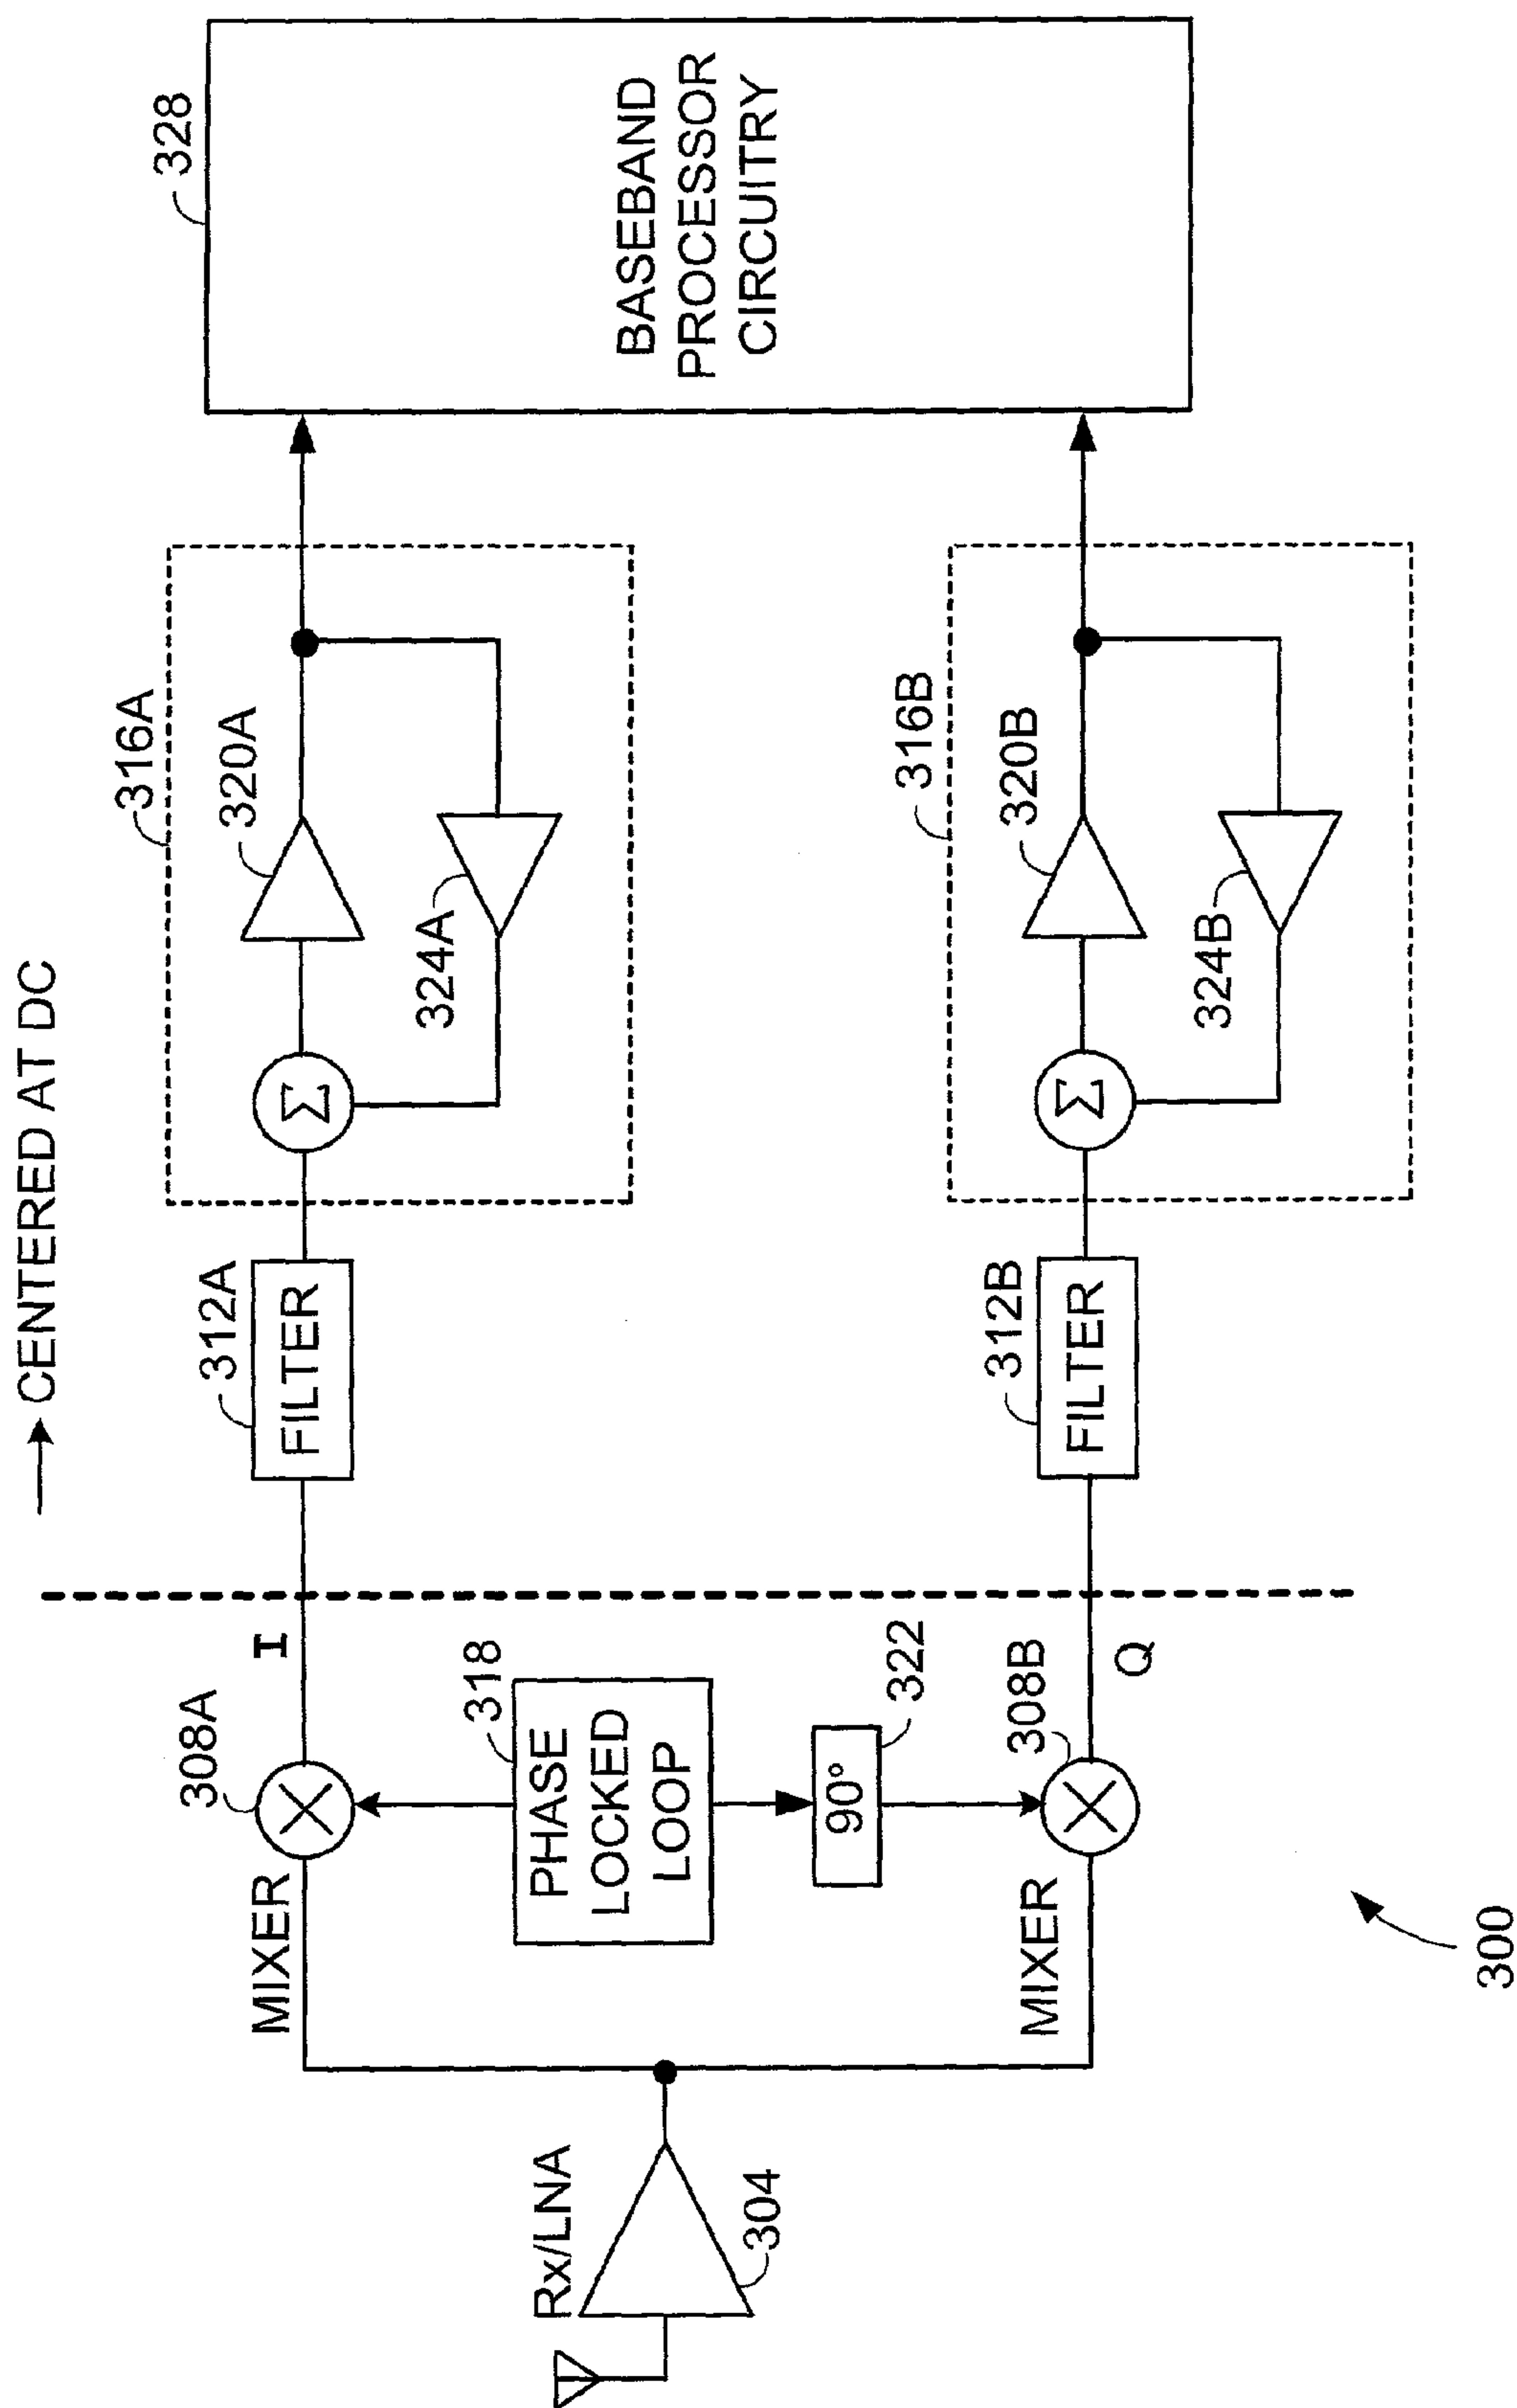 → CENTERED AT DC
308A
I
312A
316A
320A
324A
328
MIXER
FILTER
Σ
Rx/LNA
304
PHASE
LOCKED
LOOP
318
90°
322
BASEBAND
PROCESSOR
CIRCUITRY
MIXER
308B
Q
312B
FILTER
316B
320B
Σ
324B
300